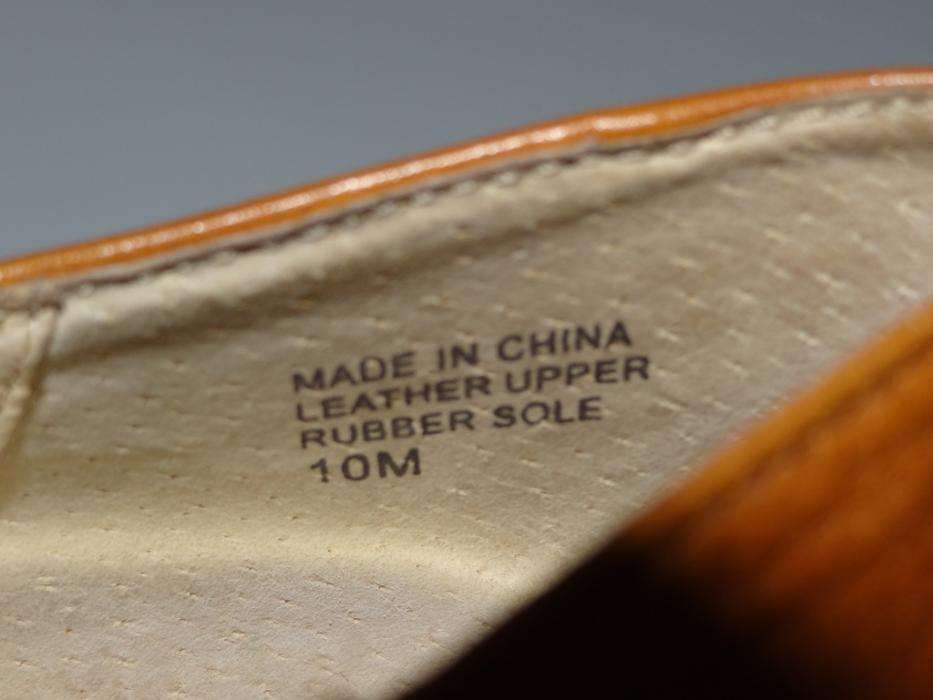 MADE IN CHINA
LEATHER UPPER
RUBBER SOLE
10M